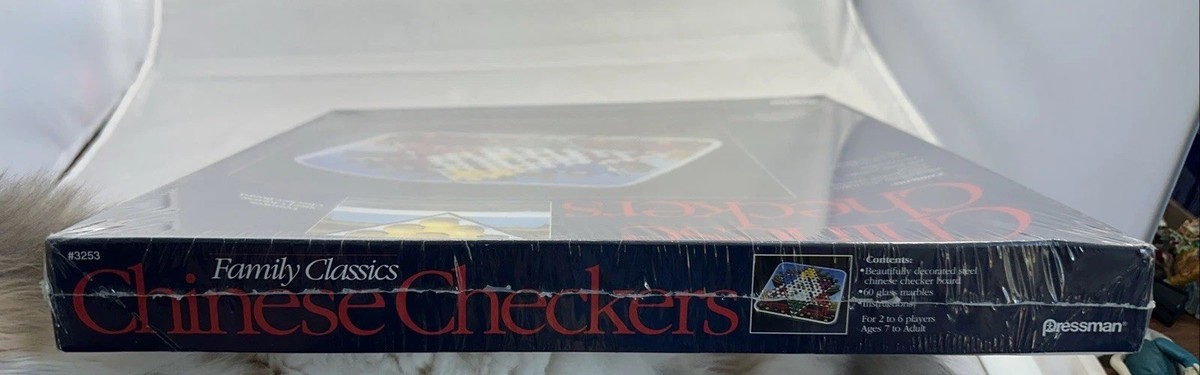 Chinese
Checkers
#3253
Family Classics
Chinese Checkers
Contents:
•Beautifully decorated steel
chinese checker board
•60 glass marbles
•Instructions
For 2 to 6 players
Ages 7 to Adult
Pressman®